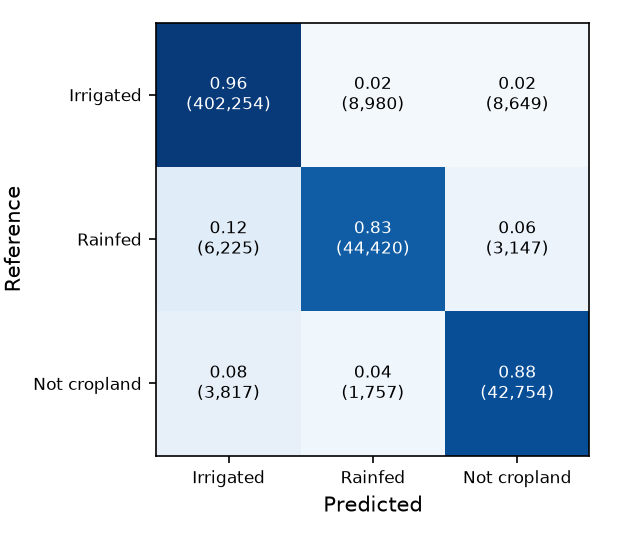 Reference
Irrigated
0.96
(402,254)
0.02
(8,980)
0.02
(8,649)
Rainfed
0.12
(6,225)
0.83
(44,420)
0.06
(3,147)
Not cropland
0.08
(3,817)
0.04
(1,757)
0.88
(42,754)
Irrigated
Rainfed
Not cropland
Predicted